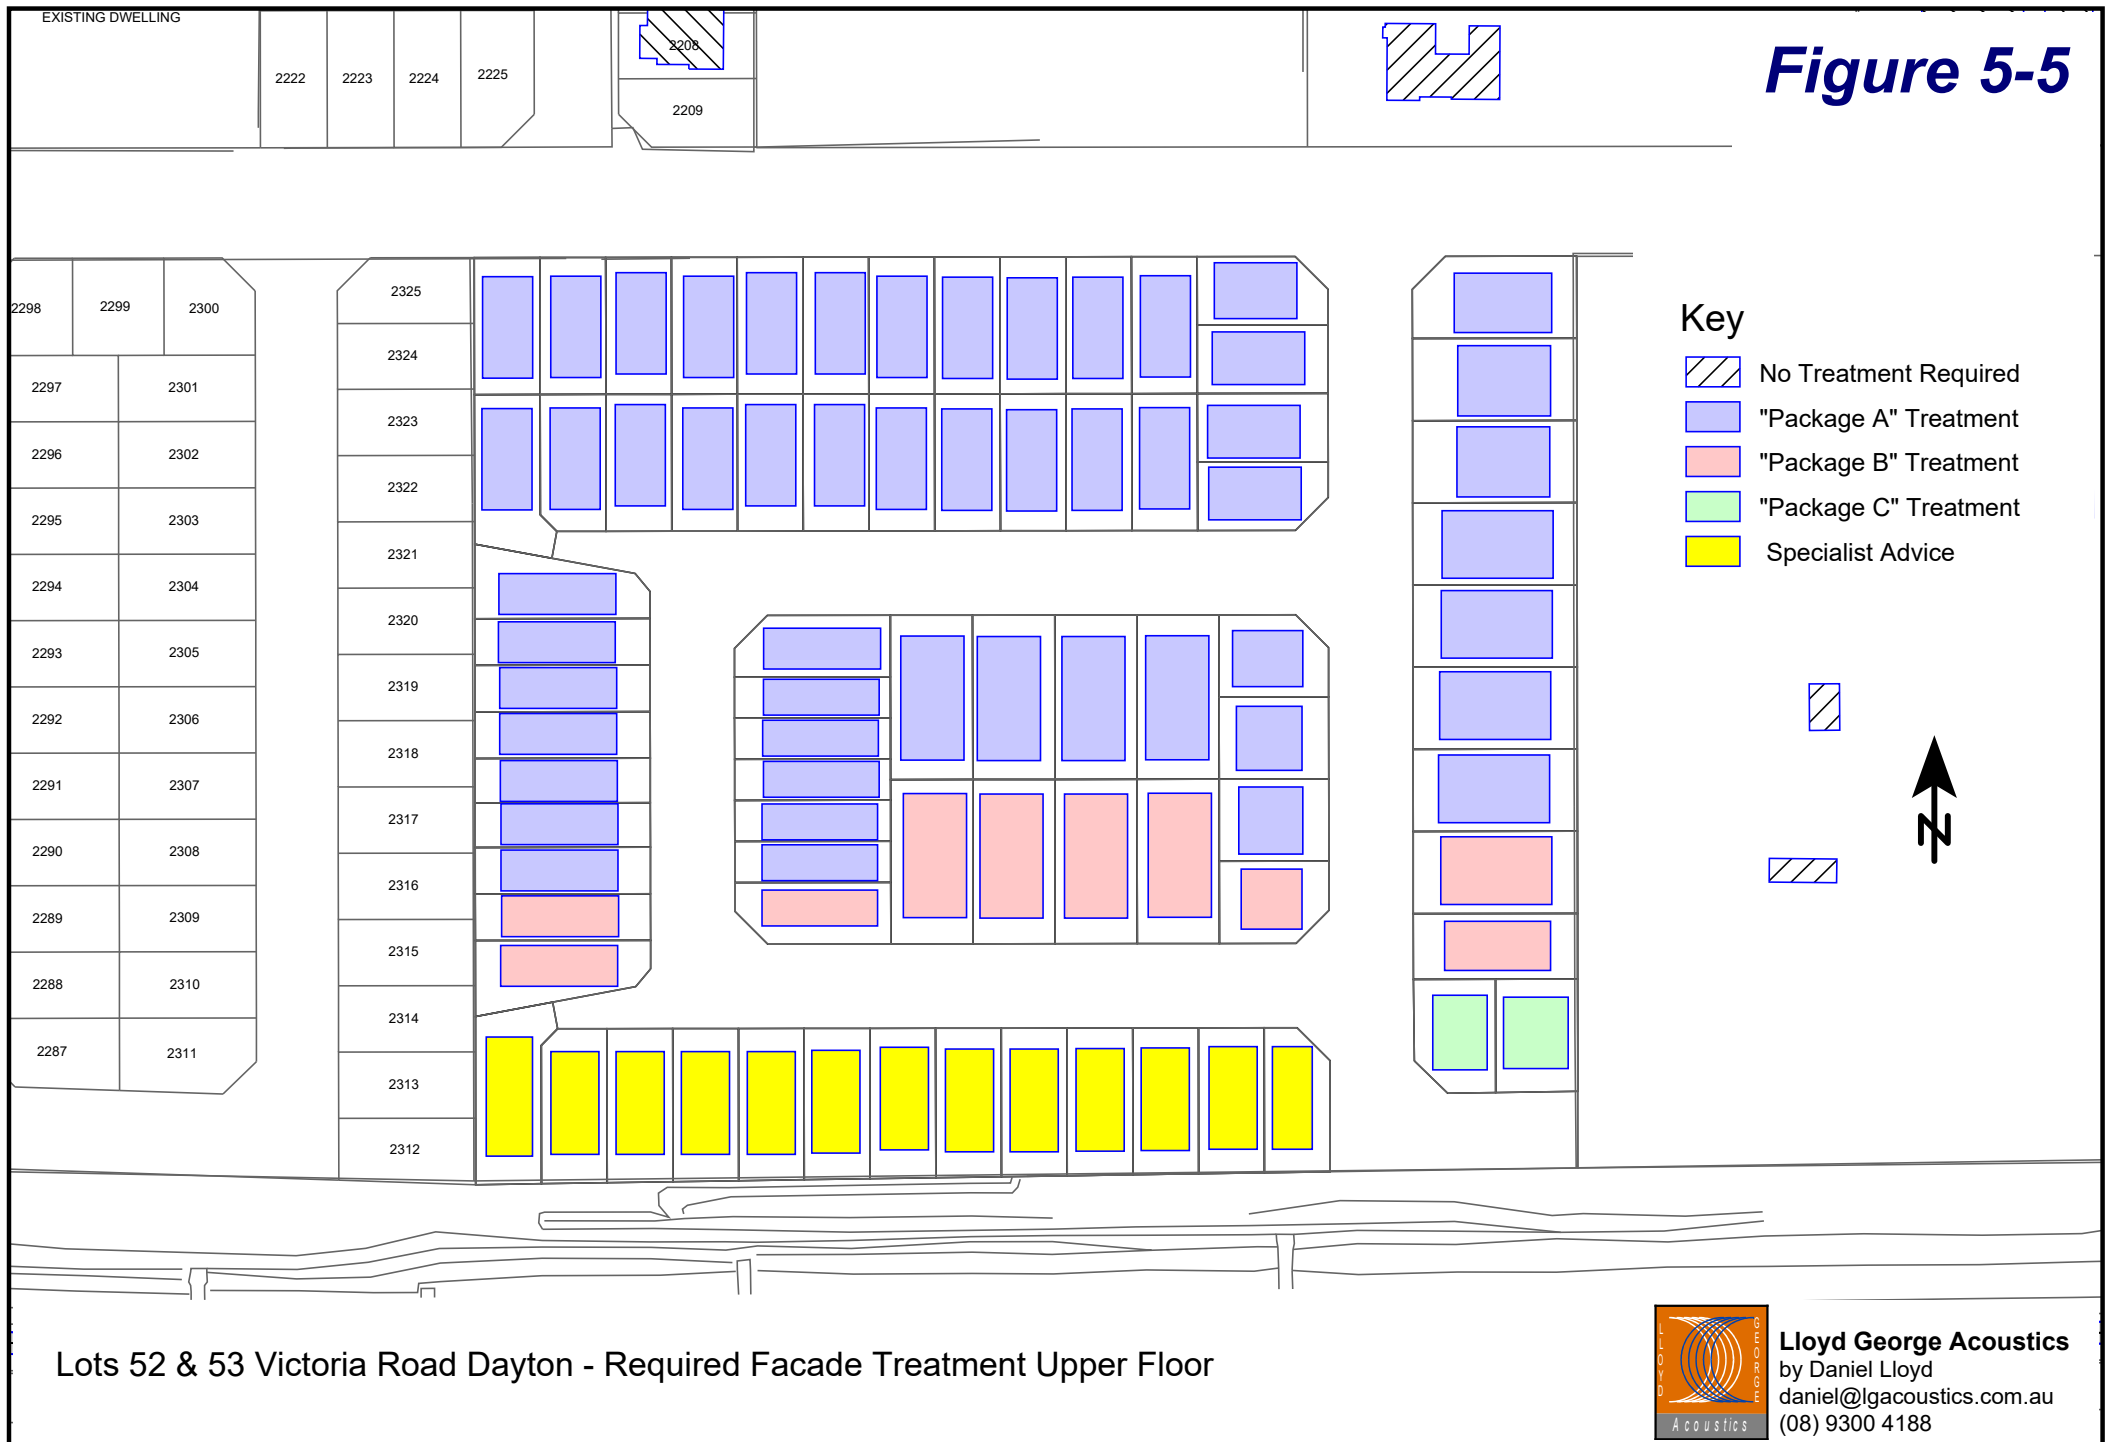 EXISTING DWELLING
2222
2223
2224
2225
2208
2209
Figure 5-5
2298
2299
2300
2297
2301
2296
2302
2295
2303
2294
2304
2293
2305
2292
2306
2291
2307
2290
2308
2289
2309
2288
2310
2287
2311
2325
2324
2323
2322
2321
2320
2319
2318
2317
2316
2315
2314
2313
2312
Key
No Treatment Required
"Package A" Treatment
"Package B" Treatment
"Package C" Treatment
Specialist Advice
N
Lots 52 & 53 Victoria Road Dayton - Required Facade Treatment Upper Floor
LLOYD
GEORGE
Acoustics
Lloyd George Acoustics
by Daniel Lloyd
daniel@lgacoustics.com.au
(08) 9300 4188